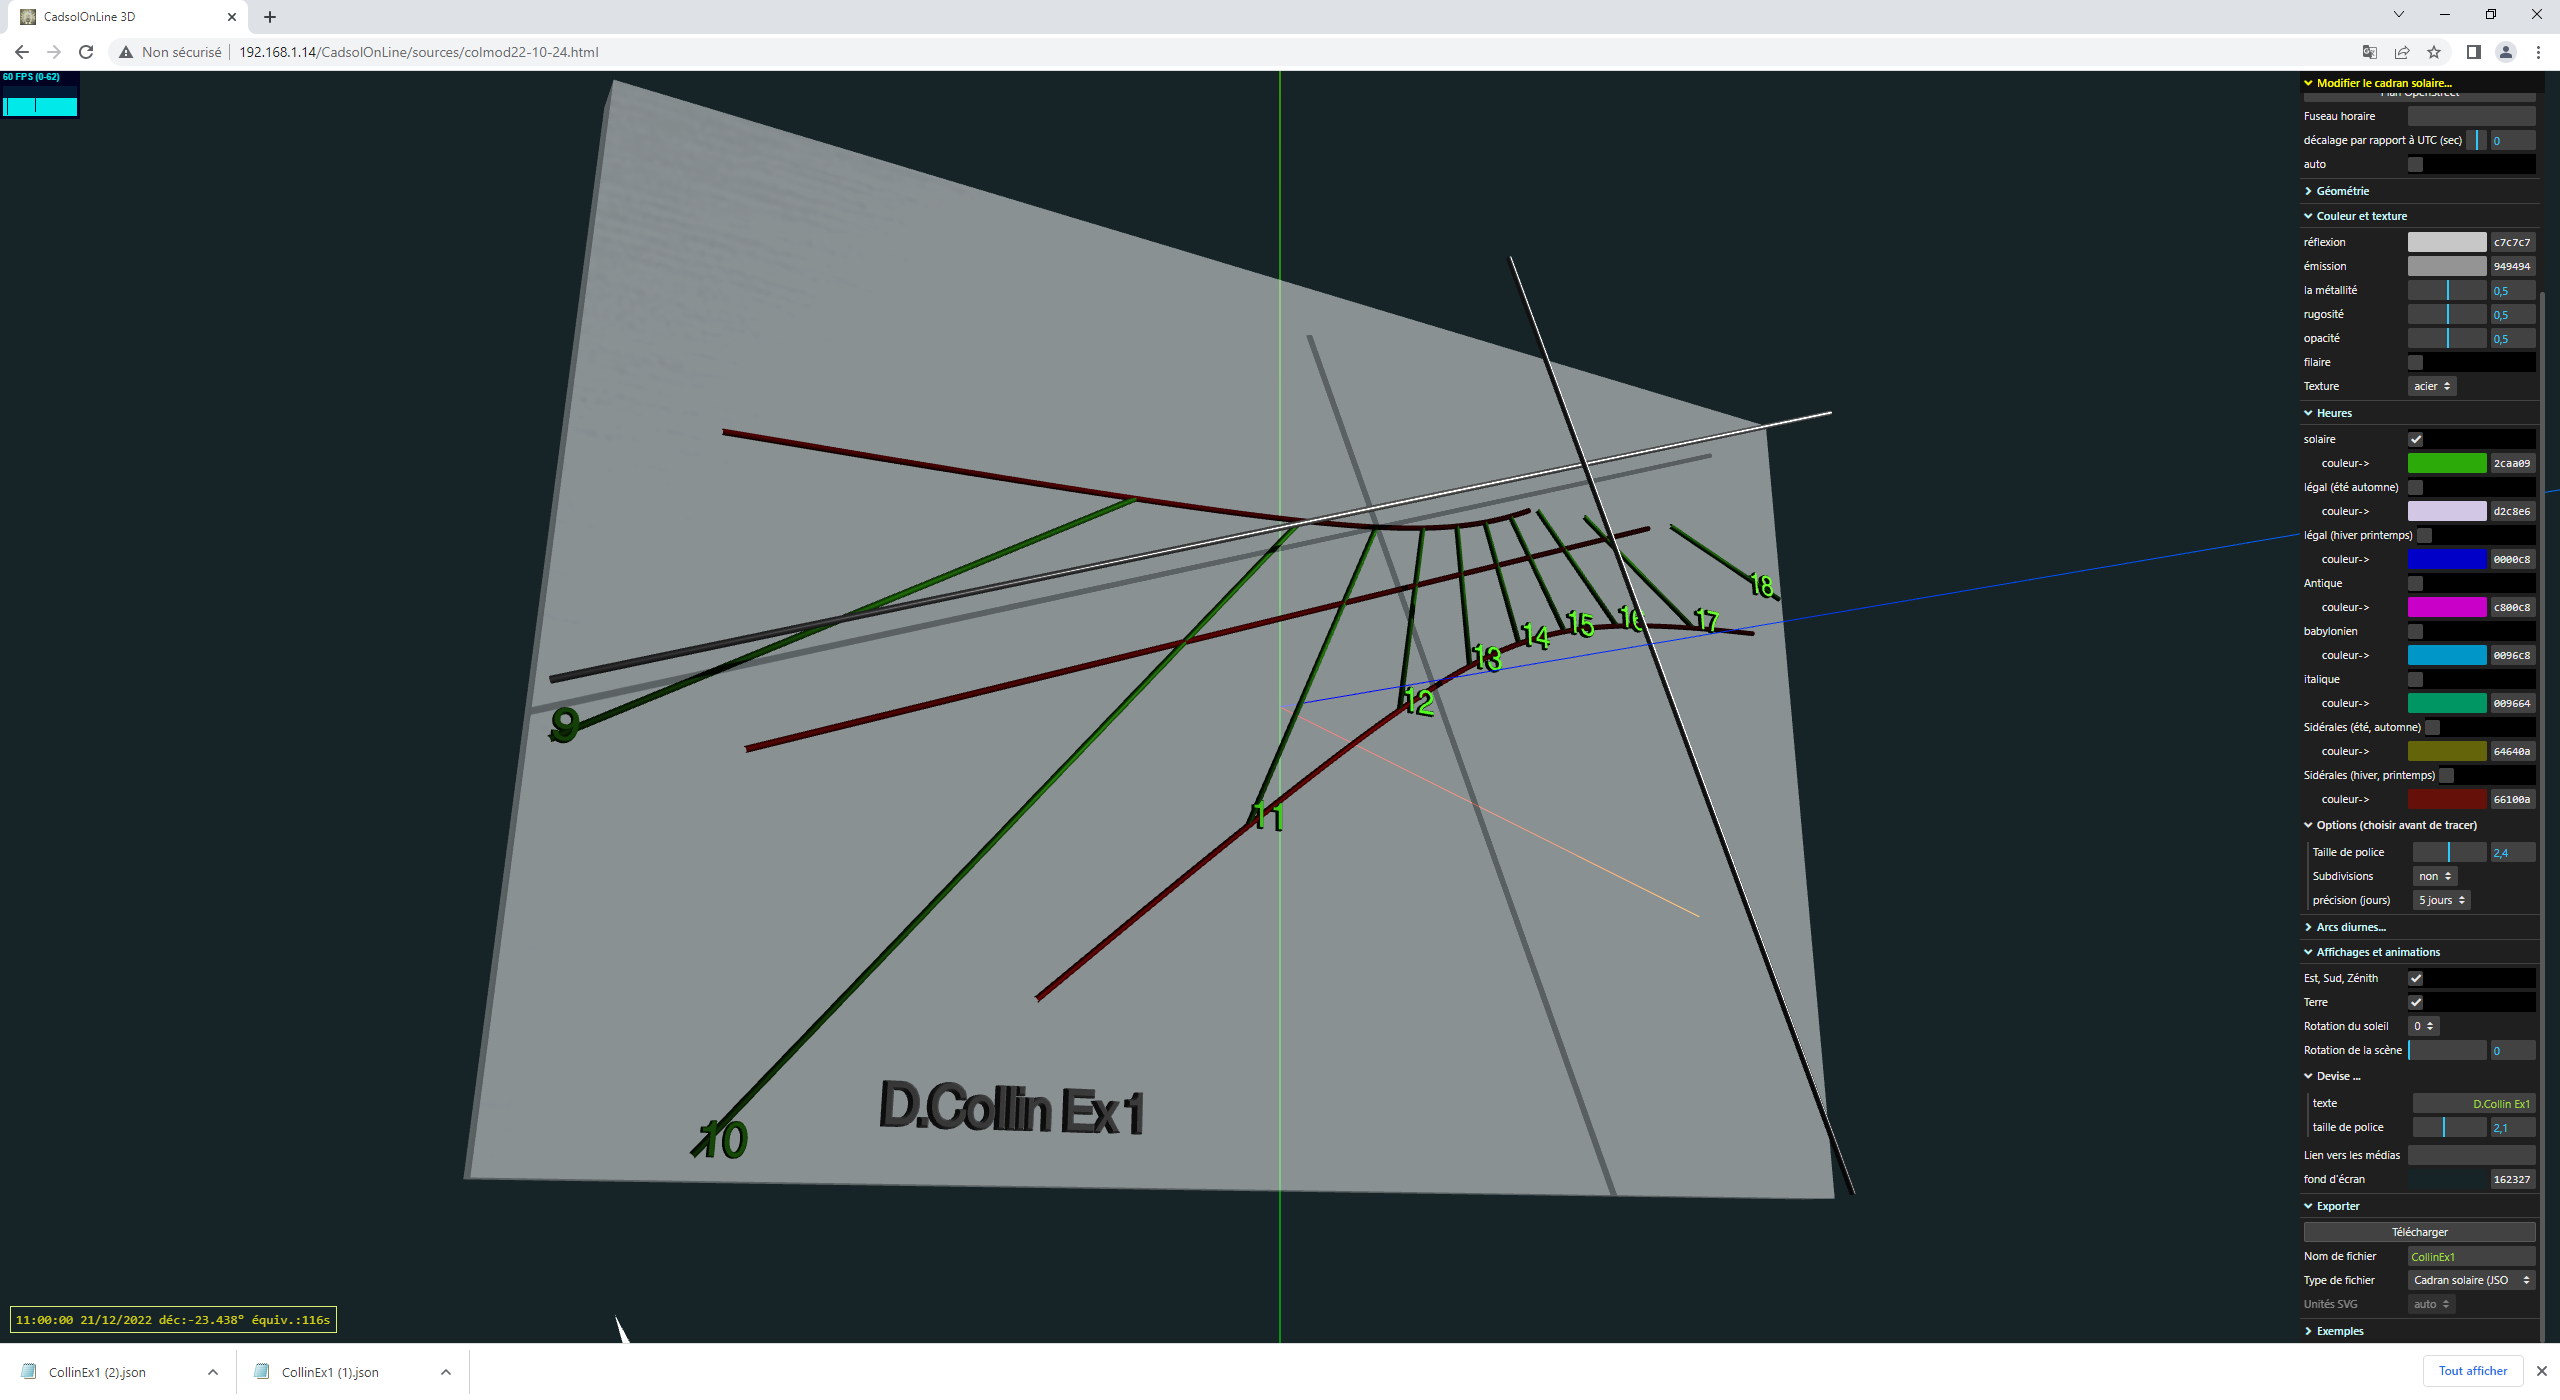 CadsolOnLine 3D
Non sécurisé
192.168.1.14/CadsolOnLine/sources/colmod22-10-24.html
60 FPS (0-62)
9
10
11
12
13
14
15
16
17
18
D.Collin Ex1
11:00:00 21/12/2022 déc:-23.438° équiv.:116s
Modifier le cadran solaire...
Plan OpenStreet
Fuseau horaire
décalage par rapport à UTC (sec) 0
auto
Géométrie
Couleur et texture
réflexion c7c7c7
émission 949494
la métallité 0,5
rugosité 0,5
opacité 0,5
filaire
Texture acier
Heures
solaire
couleur-> 2caa09
légal (été automne)
couleur-> d2c8e6
légal (hiver printemps)
couleur-> 0000c8
Antique
couleur-> c800c8
babylonien
couleur-> 0096c8
italique
couleur-> 009664
Sidérales (été, automne)
couleur-> 64640a
Sidérales (hiver, printemps)
couleur-> 66100a
Options (choisir avant de tracer)
Taille de police 2,4
Subdivisions non
précision (jours) 5 jours
Arcs diurnes...
Affichages et animations
Est, Sud, Zénith
Terre
Rotation du soleil 0
Rotation de la scène 0
Devise ...
texte D.Collin Ex1
taille de police 2,1
Lien vers les médias
fond d'écran 162327
Exporter
Télécharger
Nom de fichier CollinEx1
Type de fichier Cadran solaire (JSO
Unités SVG auto
Exemples
CollinEx1 (2).json
CollinEx1 (1).json
Tout afficher